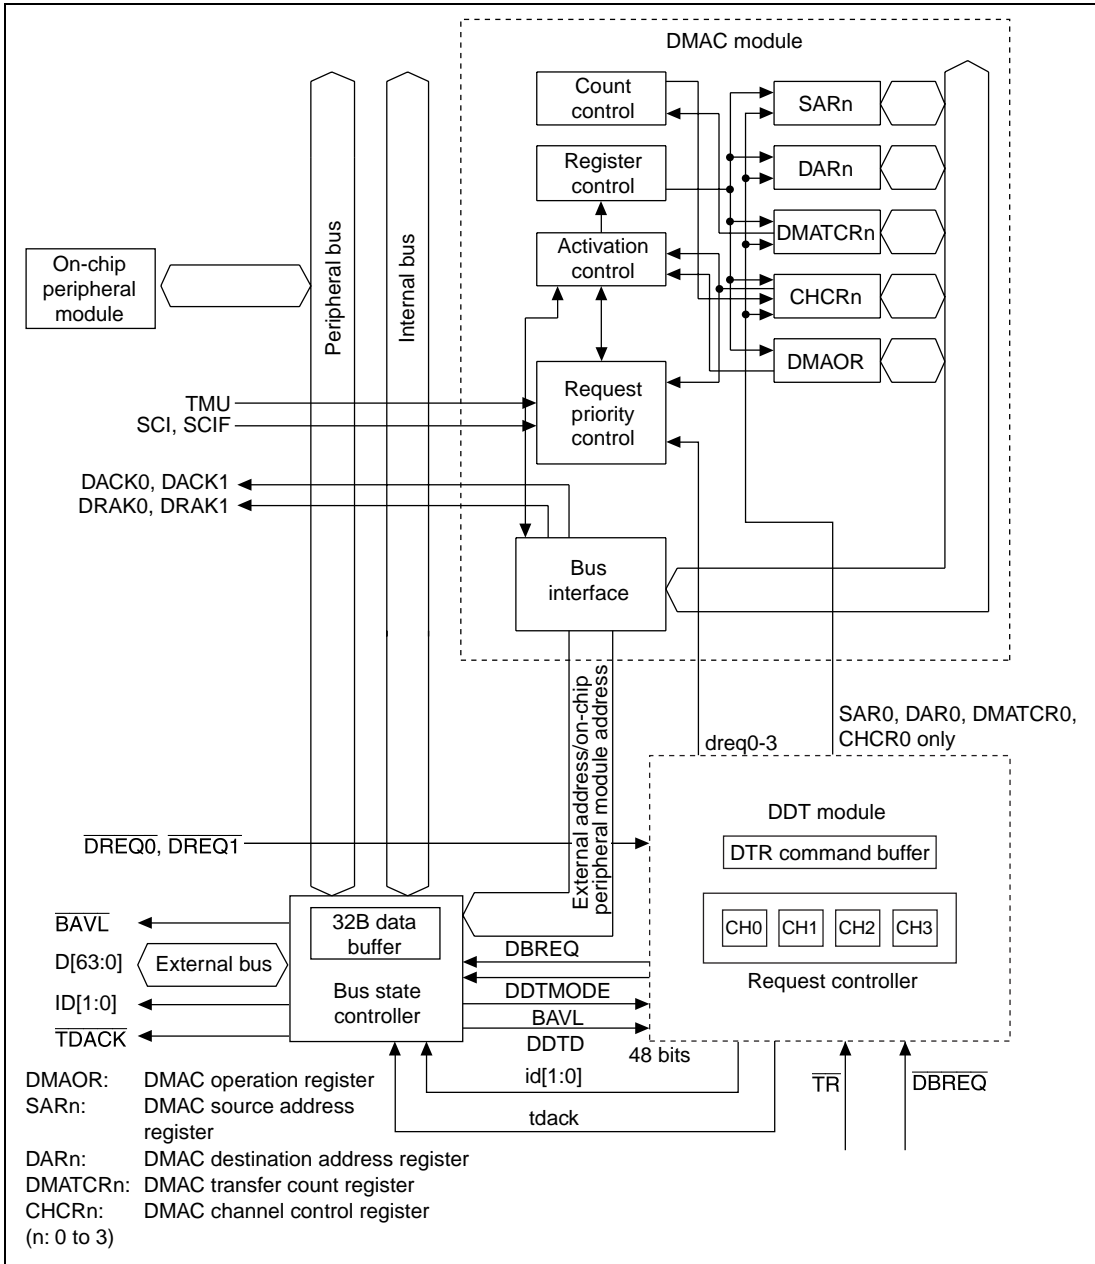 DMAC module
Count
control
SARn
Register
control
DARn
DMATCRn
Activation
control
CHCRn
DMAOR
On-chip
peripheral
module
Peripheral bus
Internal bus
Request
priority
control
TMU
SCI, SCIF
DACK0, DACK1
DRAK0, DRAK1
Bus
interface
External address/on-chip
peripheral module address
dreq0-3
SAR0, DAR0, DMATCR0,
CHCR0 only
DDT module
DTR command buffer
CH0 CH1 CH2 CH3
Request controller
DREQ0, DREQ1
BAVL
D[63:0]
External bus
ID[1:0]
TDACK
32B data
buffer
Bus state
controller
DBREQ
DDTMODE
BAVL
DDTD
48 bits
id[1:0]
tdack
TR
DBREQ
DMAOR: DMAC operation register
SARn: DMAC source address
register
DARn: DMAC destination address register
DMATCRn: DMAC transfer count register
CHCRn: DMAC channel control register
(n: 0 to 3)